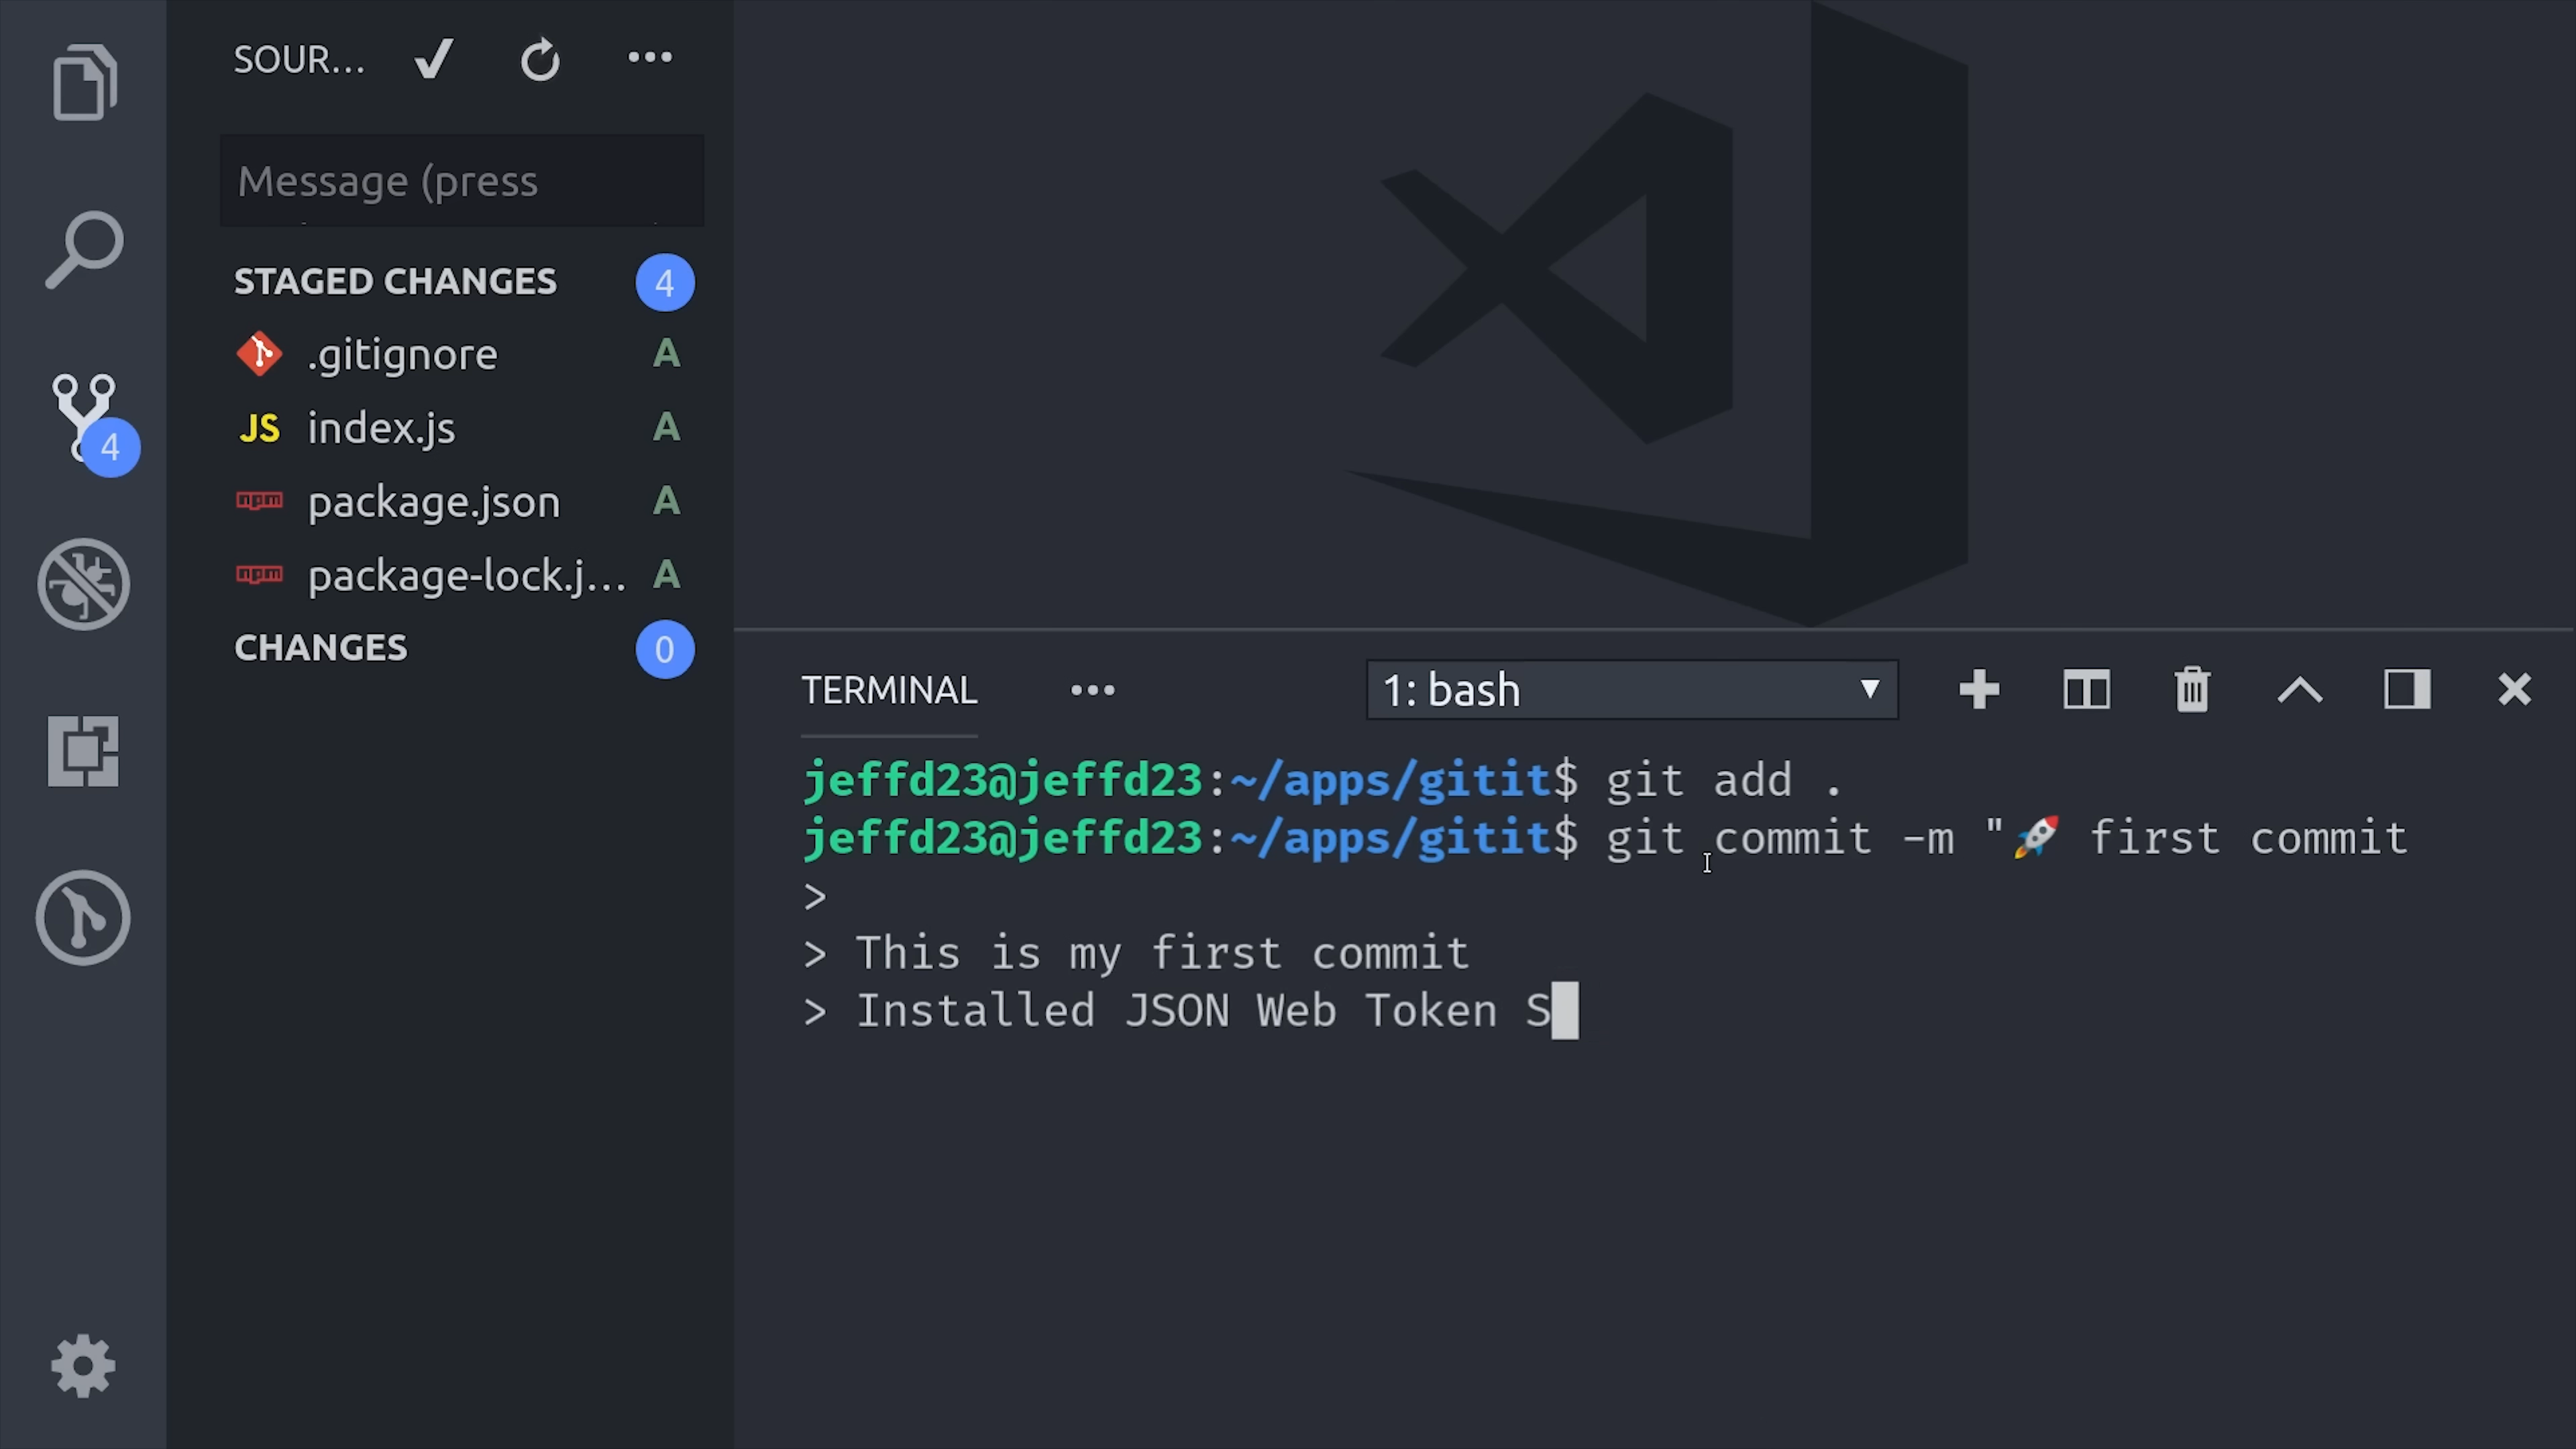 SOUR...
Message (press
STAGED CHANGES 4
.gitignore A
JS index.js A
npm package.json A
npm package-lock.j... A
CHANGES 0
4
TERMINAL ... 1: bash
jeffd23@jeffd23:~/apps/gitit$ git add .
jeffd23@jeffd23:~/apps/gitit$ git commit -m "🚀 first commit
>
> This is my first commit
> Installed JSON Web Token S